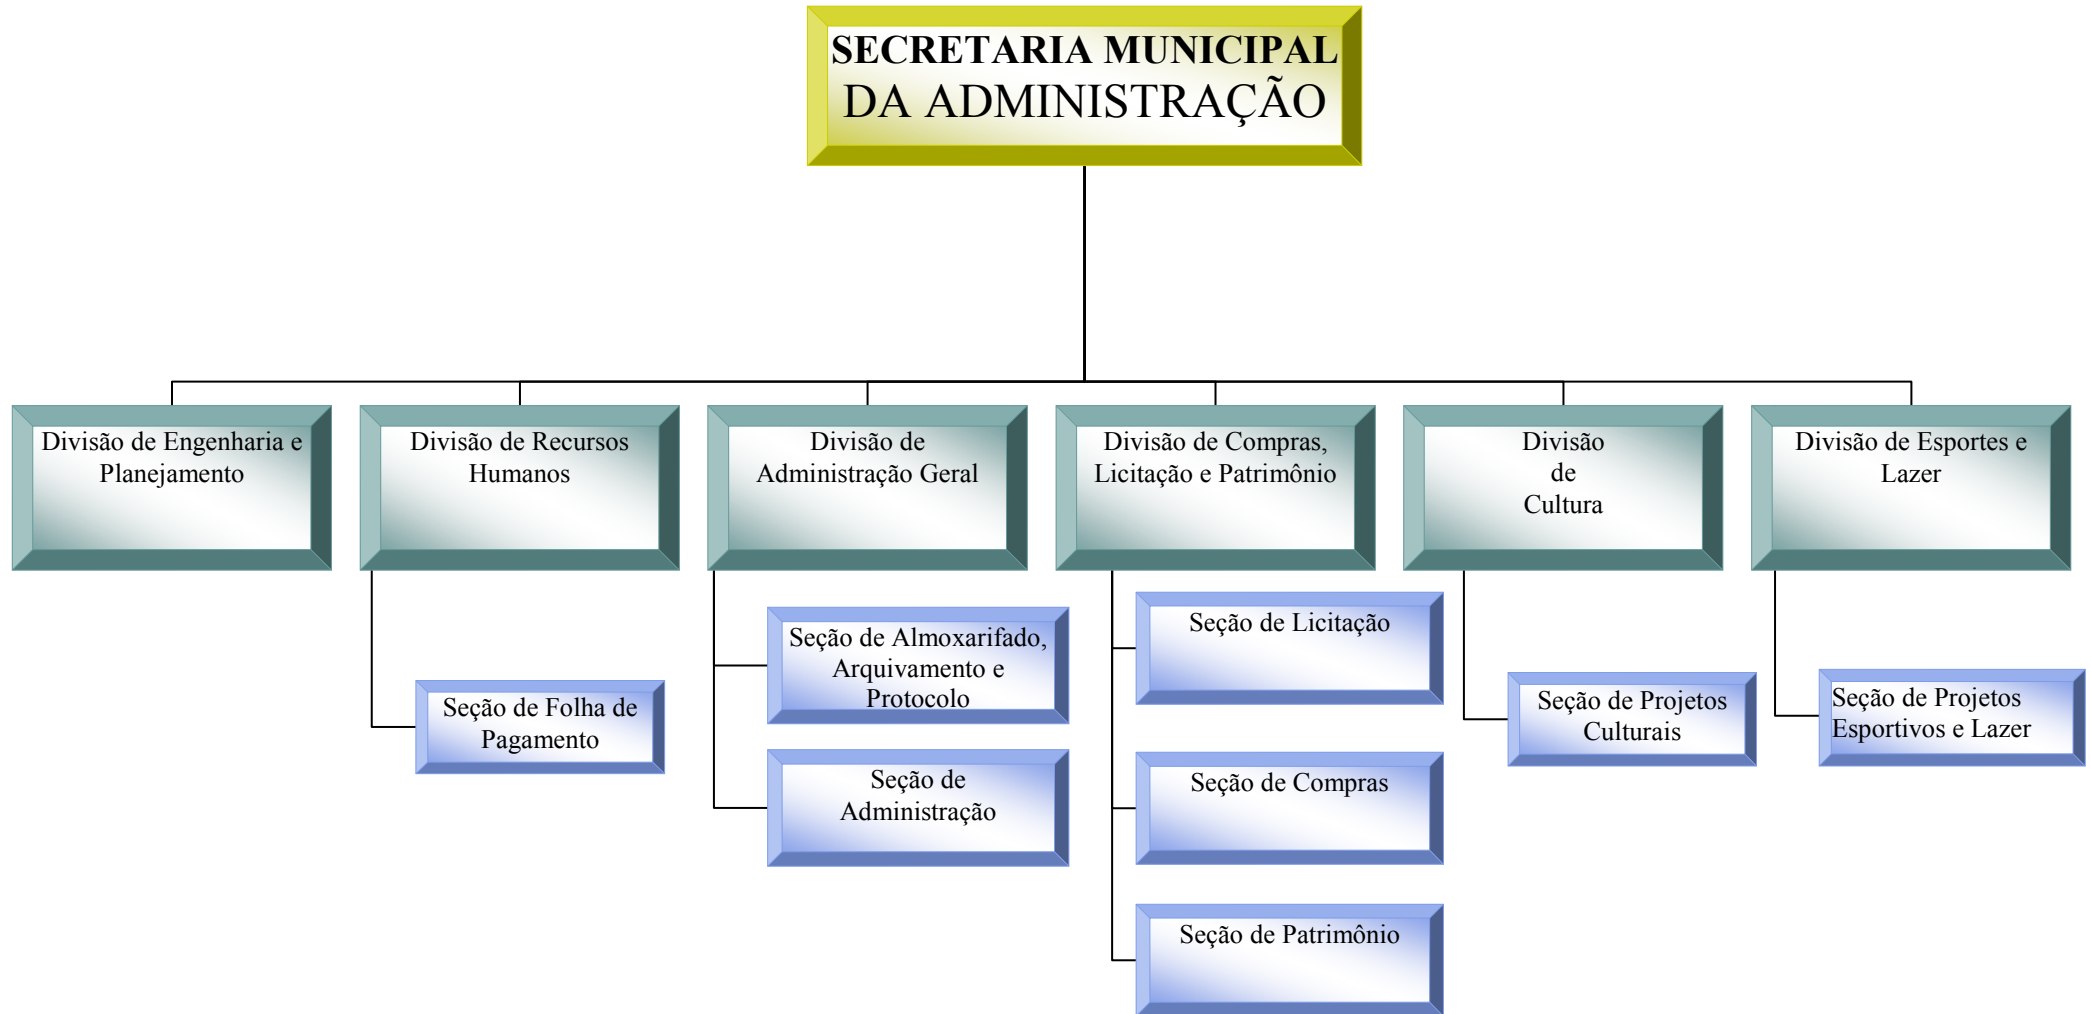 SECRETARIA MUNICIPAL
DA ADMINISTRAÇÃO
Divisão de Engenharia e
Planejamento
Divisão de Recursos
Humanos
Divisão de
Administração Geral
Divisão de Compras,
Licitação e Patrimônio
Divisão
de
Cultura
Divisão de Esportes e
Lazer
Seção de Folha de
Pagamento
Seção de Almoxarifado,
Arquivamento e
Protocolo
Seção de
Administração
Seção de Licitação
Seção de Compras
Seção de Patrimônio
Seção de Projetos
Culturais
Seção de Projetos
Esportivos e Lazer